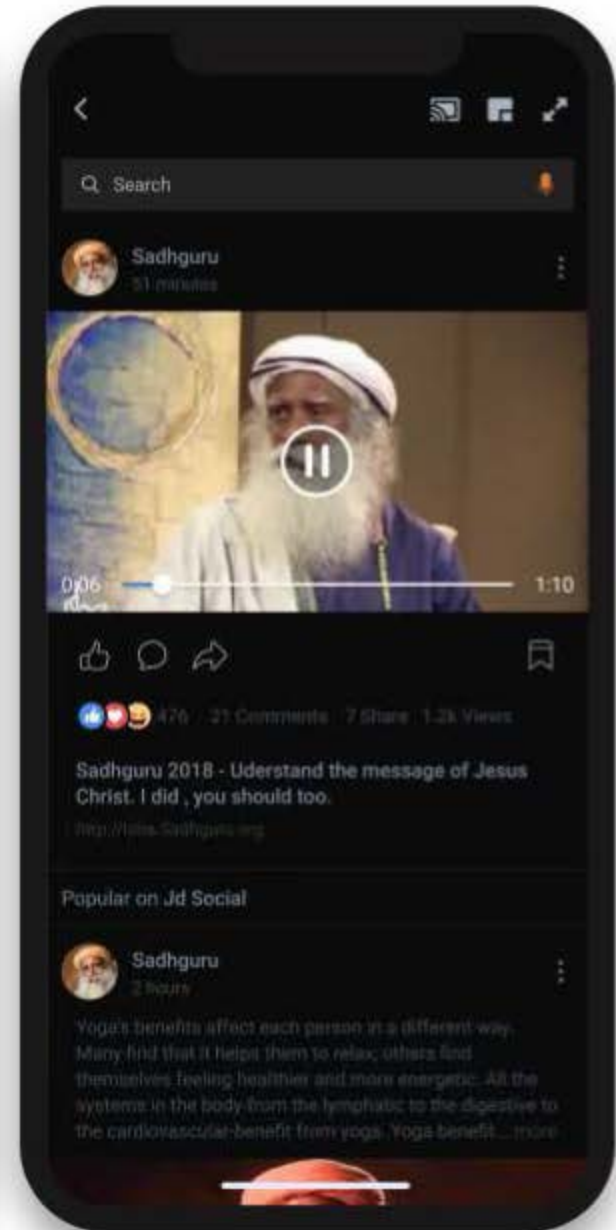 Search
Sadhguru
51 minutes
0:06
1:10
476 21 Comments 7 Share 1.2k Views
Sadhguru 2018 - Uderstand the message of Jesus
Christ. I did , you should too.
Popular on Jd Social
Sadhguru
2 hours
Yoga's benefits affect each person in a different way.
Many find that it helps them to relax; others find
themselves feeling healthier and more energetic. All the
systems in the body-from the lymphatic to the digestive to
the cardiovascular-benefit from yoga. Yoga benefit... more